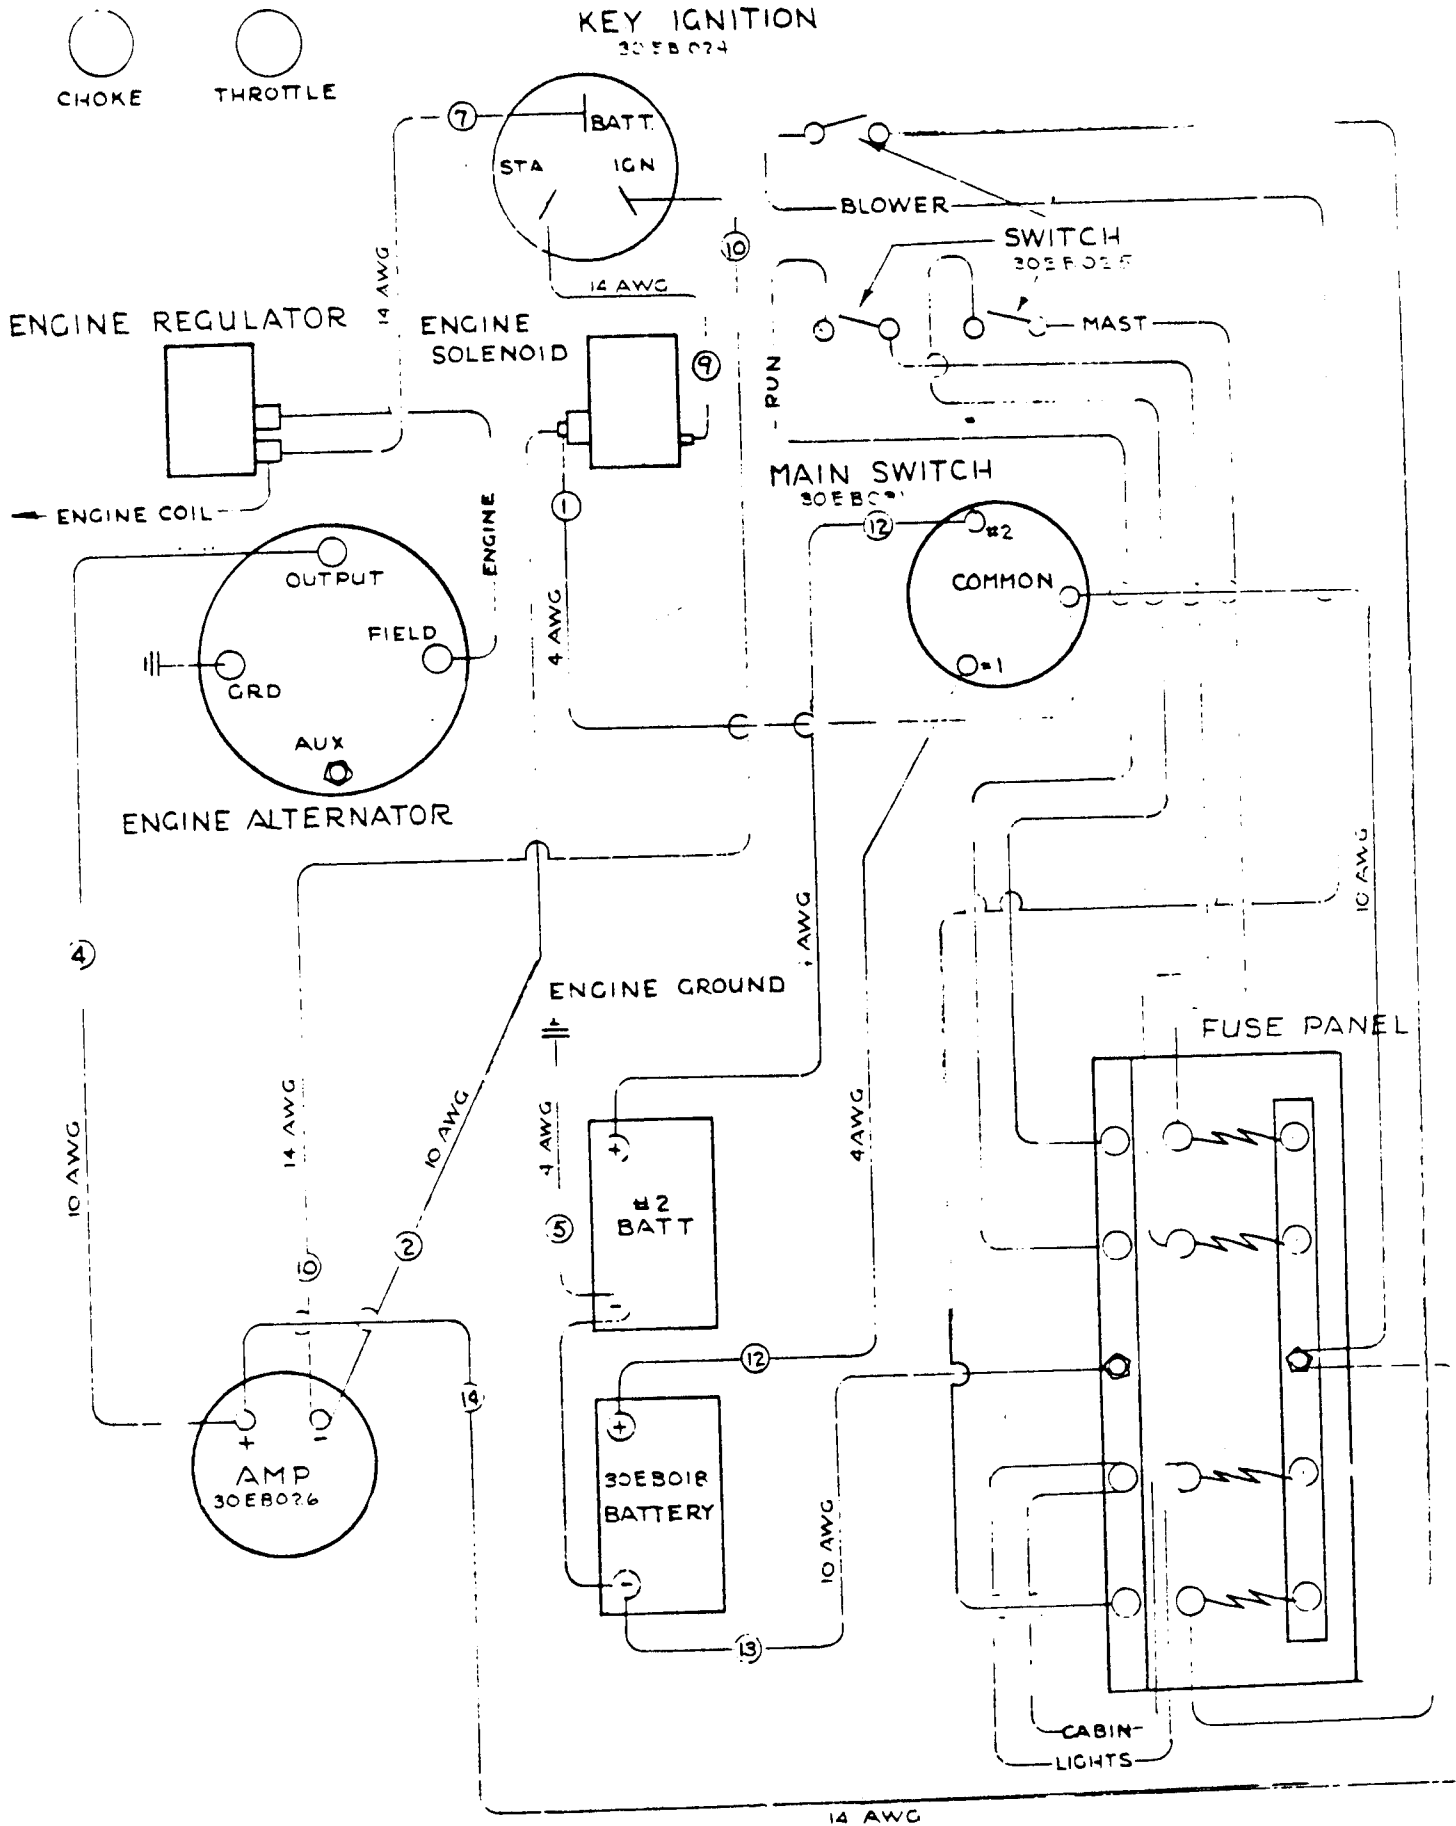 KEY IGNITION
30EB024
CHOKE
THROTTLE
7
BATT.
STA
IGN
BLOWER
SWITCH
10
14 AWG
14 AWG
ENGINE REGULATOR
ENGINE
SOLENOID
9
MAST
RUN
MAIN SWITCH
1
12
#2
ENGINE COIL
ENGINE
OUTPUT
COMMON
4 AWG
FIELD
#1
GRD
AUX
ENGINE ALTERNATOR
10 AWG
4
ENGINE GROUND
FUSE PANEL
14 AWG
10 AWG
10 AWG
4 AWG
4 AWG
+
#2
BATT
5
2
10
-
12
14
+
-
AMP
30EB026
+
30EB018
BATTERY
10 AWG
-
13
CABIN
LIGHTS
14 AWG